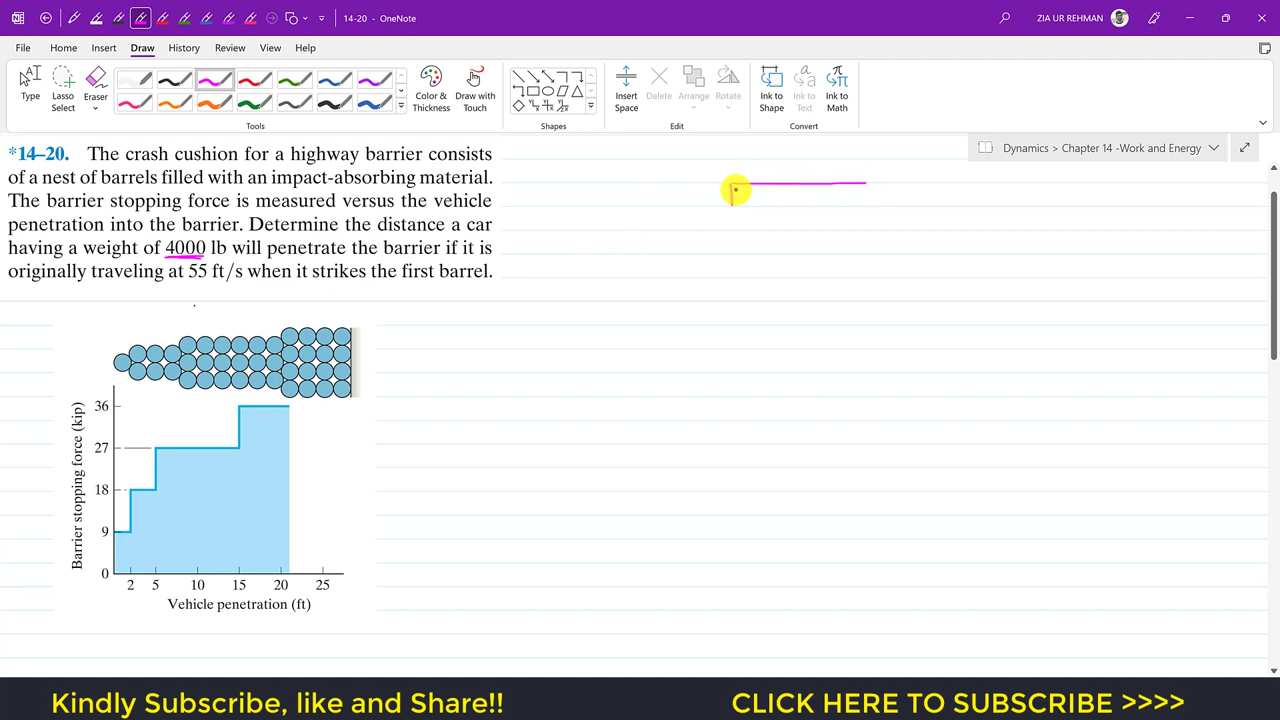 14-20 - OneNote
ZIA UR REHMAN
File Home Insert Draw History Review View Help
Type
Lasso Select
Eraser
Color & Thickness
Draw with Touch
Insert Space
Delete
Arrange
Rotate
Ink to Shape
Ink to Text
Ink to Math
Tools
Shapes
Edit
Convert
Dynamics > Chapter 14 -Work and Energy
*14–20. The crash cushion for a highway barrier consists
of a nest of barrels filled with an impact-absorbing material.
The barrier stopping force is measured versus the vehicle
penetration into the barrier. Determine the distance a car
having a weight of 4000 lb will penetrate the barrier if it is
originally traveling at 55 ft/s when it strikes the first barrel.
Barrier stopping force (kip)
36
27
18
9
0
2 5 10 15 20 25
Vehicle penetration (ft)
Kindly Subscribe, like and Share!!
CLICK HERE TO SUBSCRIBE >>>>